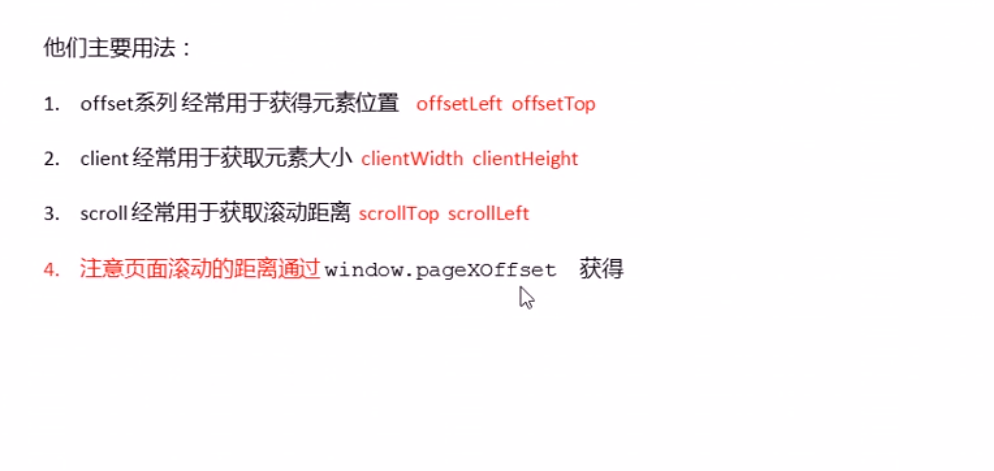 他们主要用法：
1. offset系列 经常用于获得元素位置 offsetLeft offsetTop
2. client 经常用于获取元素大小 clientWidth clientHeight
3. scroll 经常用于获取滚动距离 scrollTop scrollLeft
4. 注意页面滚动的距离通过 window.pageXOffset 获得